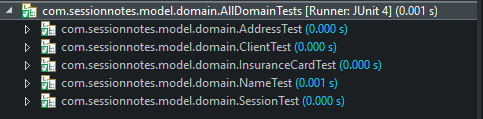 com.sessionnotes.model.domain.AllDomainTests [Runner: JUnit 4] (0.001 s)
com.sessionnotes.model.domain.AddressTest (0.000 s)
com.sessionnotes.model.domain.ClientTest (0.000 s)
com.sessionnotes.model.domain.InsuranceCardTest (0.000 s)
com.sessionnotes.model.domain.NameTest (0.001 s)
com.sessionnotes.model.domain.SessionTest (0.000 s)